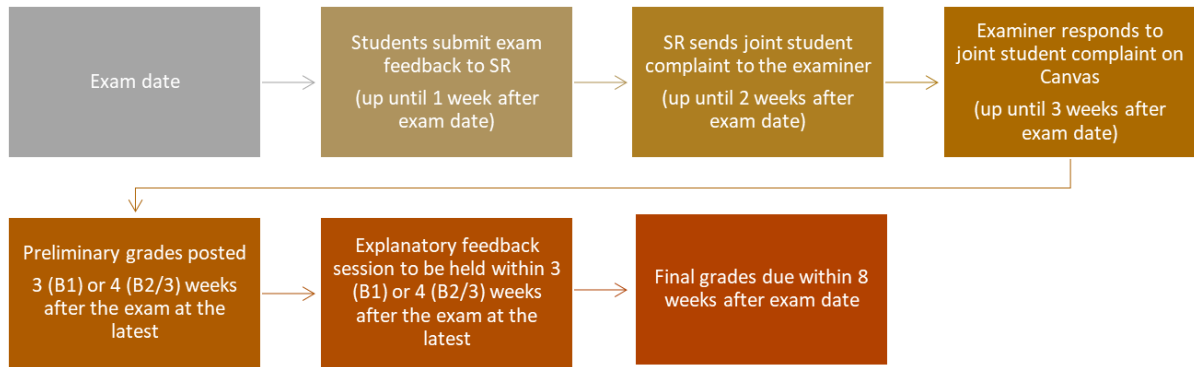 Exam date
Students submit exam
feedback to SR
(up until 1 week after
exam date)
SR sends joint student
complaint to the examiner
(up until 2 weeks after
exam date)
Examiner responds to
joint student complaint on
Canvas
(up until 3 weeks after
exam date)
Preliminary grades posted
3 (B1) or 4 (B2/3) weeks
after the exam at the
latest
Explanatory feedback
session to be held within 3
(B1) or 4 (B2/3) weeks
after the exam at the
latest
Final grades due within 8
weeks after exam date